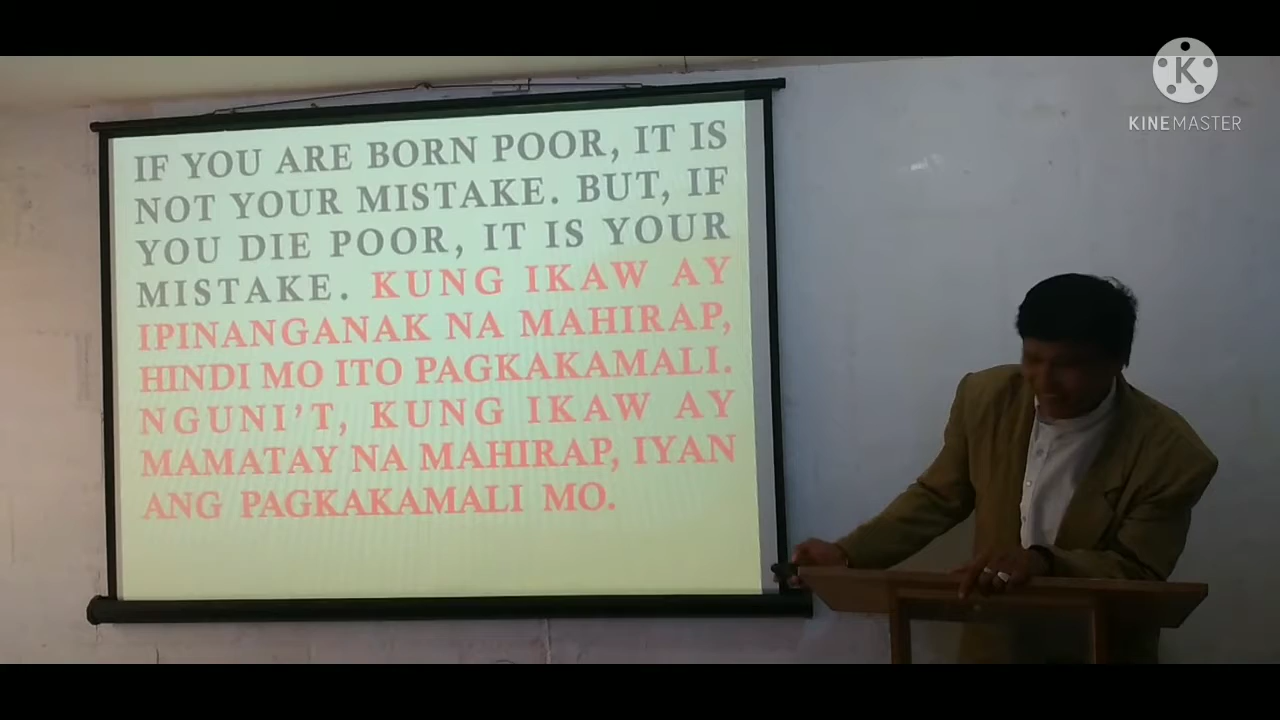 IF YOU ARE BORN POOR, IT IS
NOT YOUR MISTAKE. BUT, IF
YOU DIE POOR, IT IS YOUR
MISTAKE. KUNG IKAW AY
IPINANGANAK NA MAHIRAP,
HINDI MO ITO PAGKAKAMALI.
NGUNI’T, KUNG IKAW AY
MAMATAY NA MAHIRAP, IYAN
ANG PAGKAKAMALI MO.
K
KINEMASTER